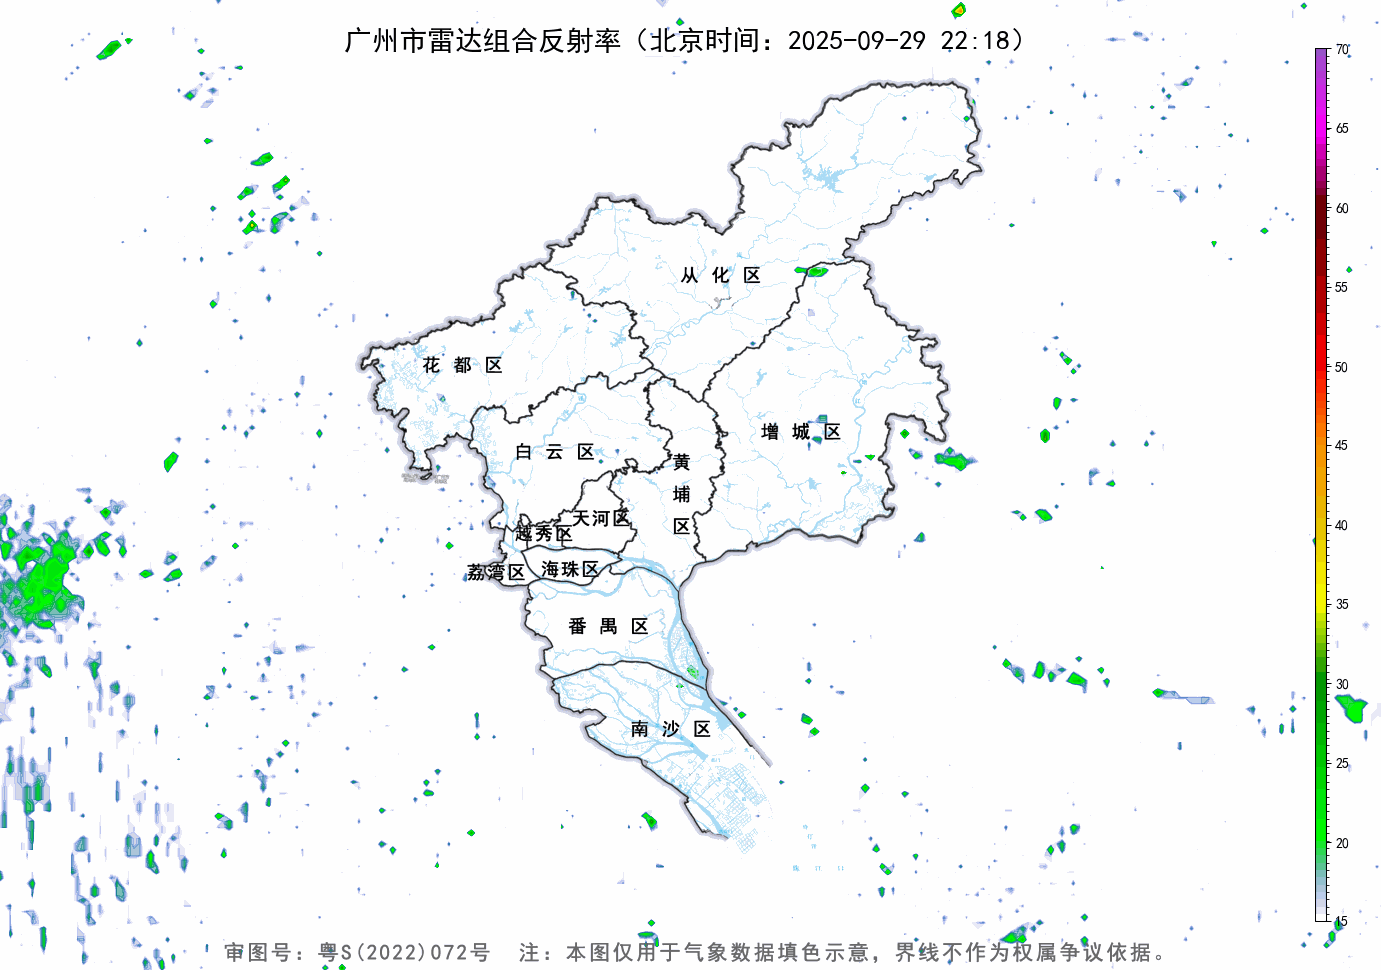 广州市雷达组合反射率（北京时间：2025-09-29 22:18）
70
65
60
55
50
45
40
35
30
25
20
15
从化区
花都区
增城区
白云区
黄埔区
天河区
越秀区
海珠区
荔湾区
番禺区
南沙区
审图号：粤S(2022)072号 注：本图仅用于气象数据填色示意，界线不作为权属争议依据。